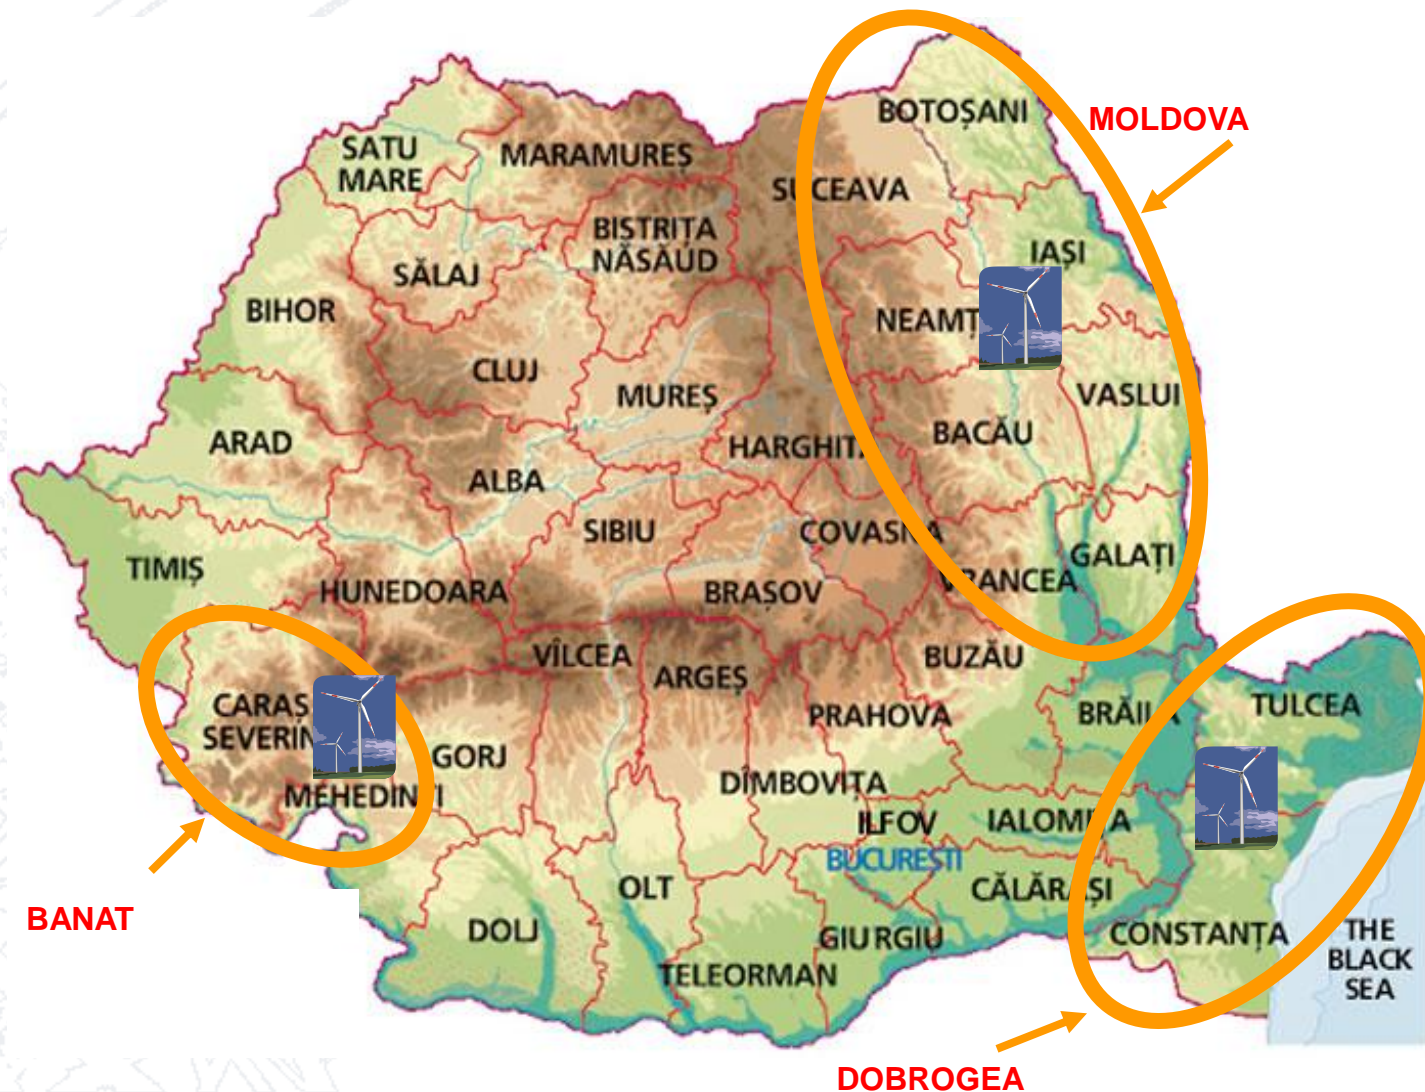 BOTOȘANI
MOLDOVA
SATU
MARE
MARAMUREȘ
SUCEAVA
BISTRIȚA
NĂSĂUD
IAȘI
SĂLAJ
BIHOR
NEAMȚ
CLUJ
MUREȘ
VASLUI
ARAD
HARGHITA
BACĂU
ALBA
SIBIU
COVASNA
TIMIȘ
GALAȚI
HUNEDOARA
BRAȘOV
VRANCEA
VÎLCEA
ARGEȘ
BUZĂU
CARAȘ
SEVERIN
PRAHOVA
BRĂILA
TULCEA
GORJ
DÎMBOVIȚA
MEHEDINȚI
ILFOV
IALOMIȚA
BUCUREȘTI
OLT
CĂLĂRAȘI
BANAT
DOLJ
GIURGIU
CONSTANȚA
THE
BLACK
SEA
TELEORMAN
DOBROGEA